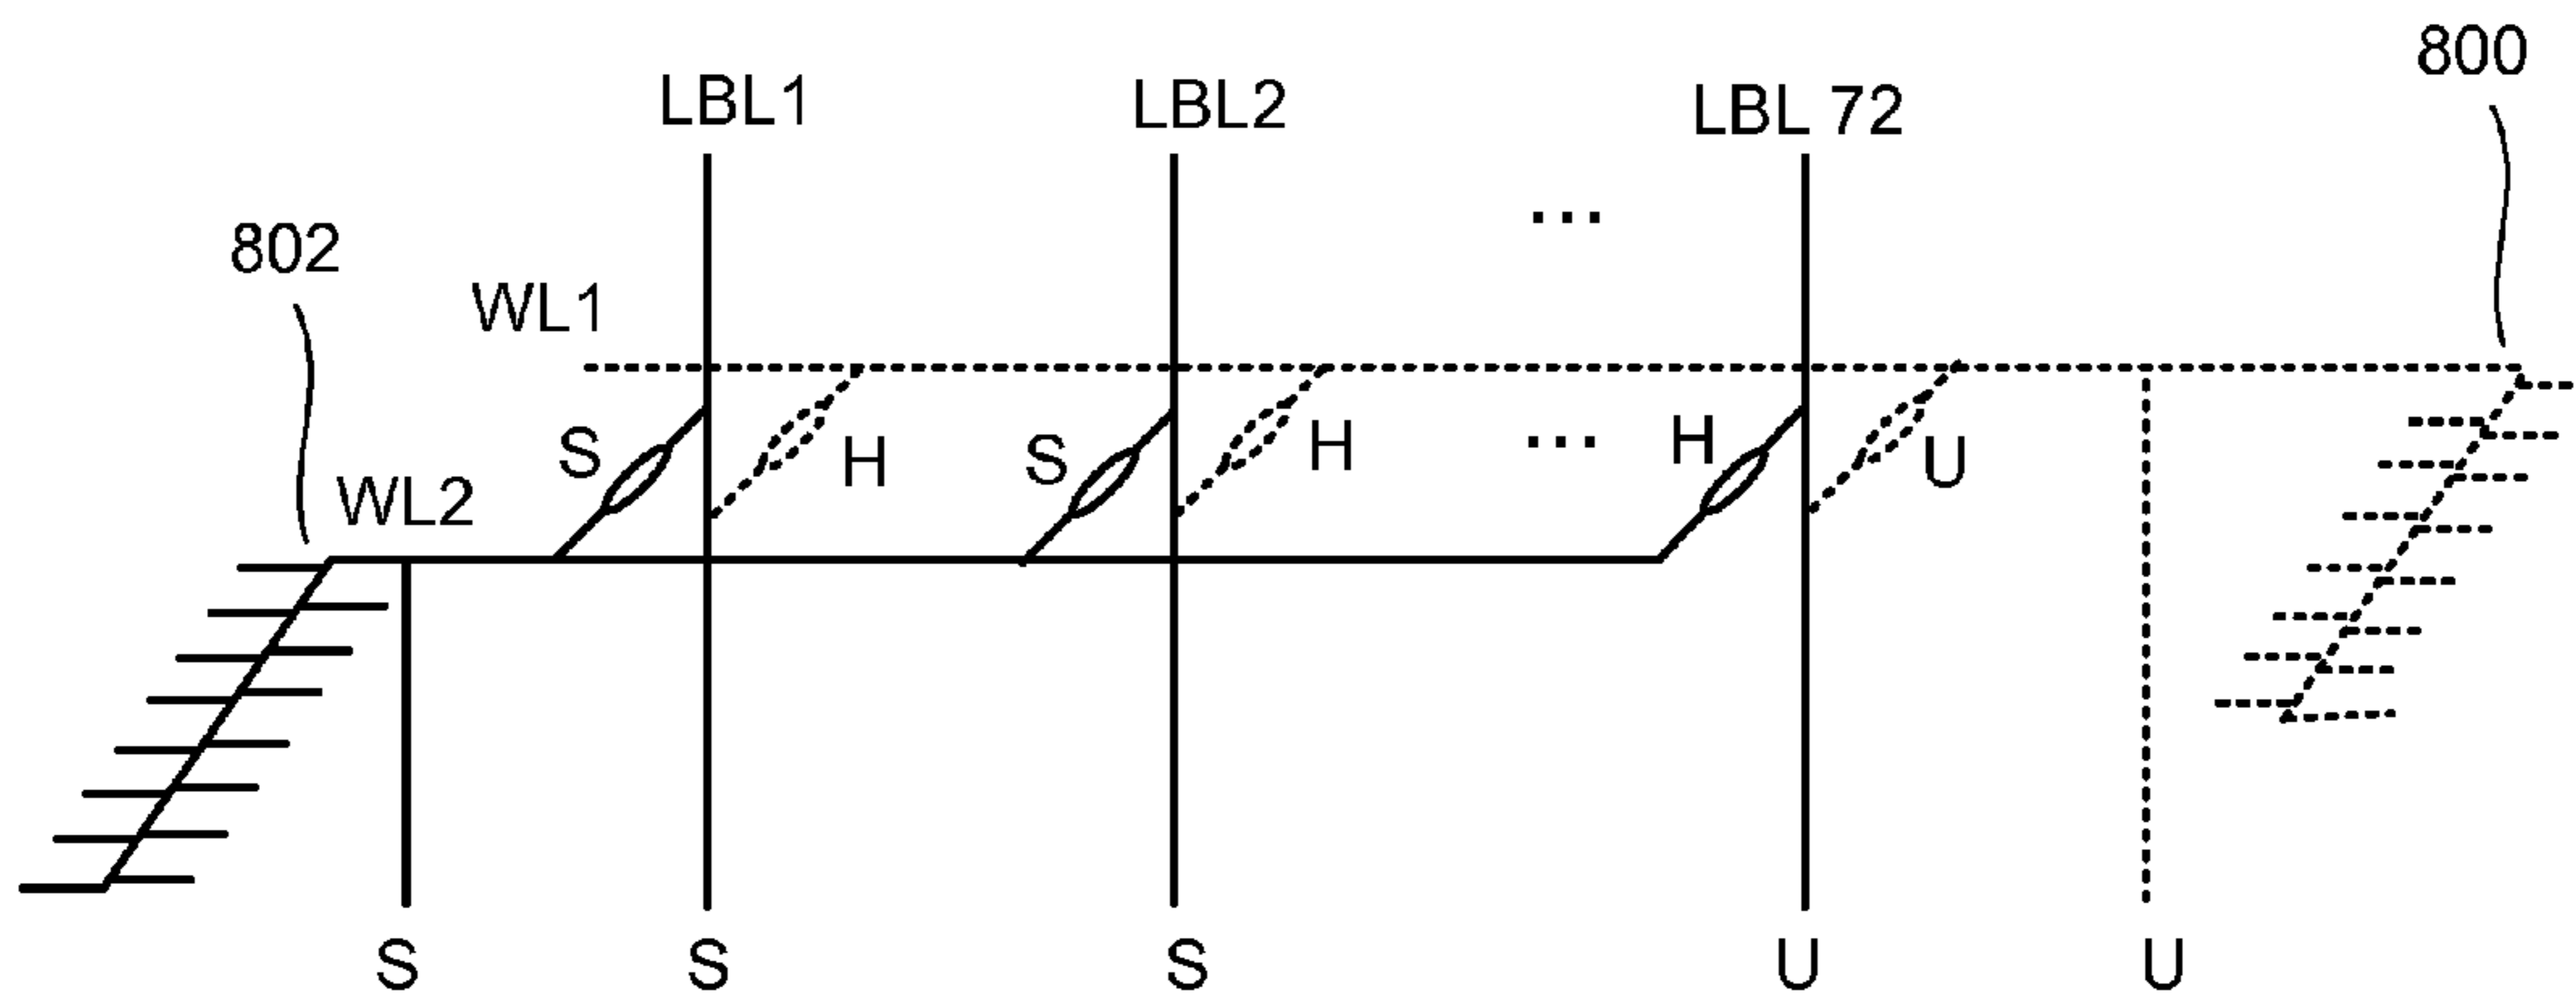 800
LBL1 LBL2 LBL 72
...
802
WL1
S H S H ... H U
WL2
S S S U U